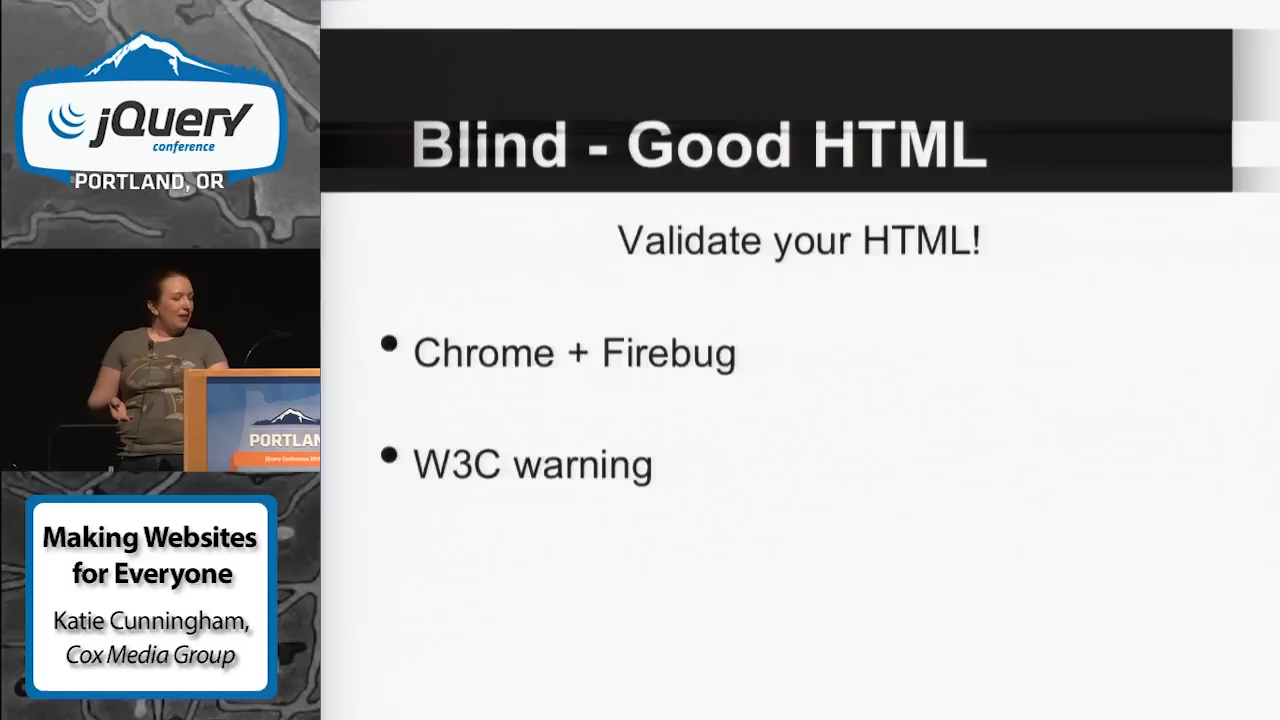 jQuery
conference
PORTLAND, OR
Blind - Good HTML
Validate your HTML!
• Chrome + Firebug
• W3C warning
PORTLAN
Making Websites
for Everyone
Katie Cunningham,
Cox Media Group